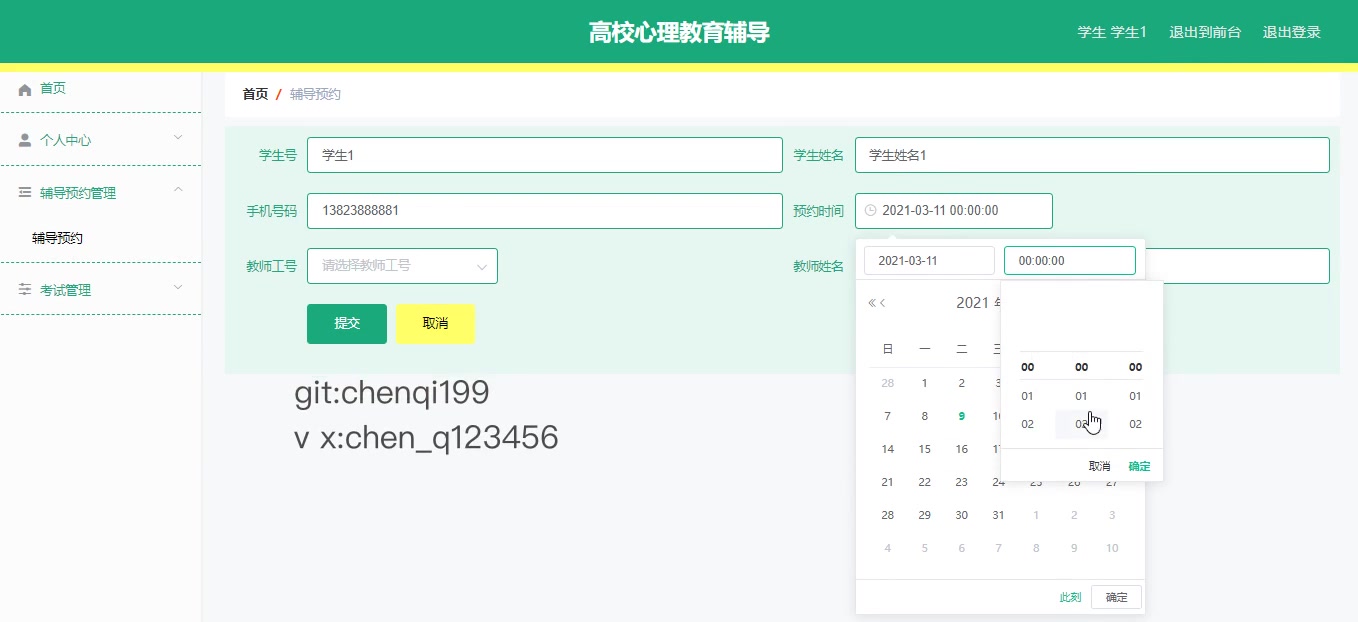 高校心理教育辅导
学生 学生1 退出到前台 退出登录
首页
个人中心
辅导预约管理
辅导预约
考试管理
首页 / 辅导预约
学生号 学生1 学生姓名 学生姓名1
手机号码 13823888881 预约时间 2021-03-11 00:00:00
教师工号 请选择教师工号 教师姓名
提交 取消
git:chenqi199
v x:chen_q123456
2021-03-11 00:00:00
2021 年
日 一 二 三
28 1 2 3
7 8 9 10
14 15 16 17
21 22 23 24 25 26 27
28 29 30 31 1 2 3
4 5 6 7 8 9 10
此刻 确定
00 00 00
01 01 01
02 02 02
取消 确定